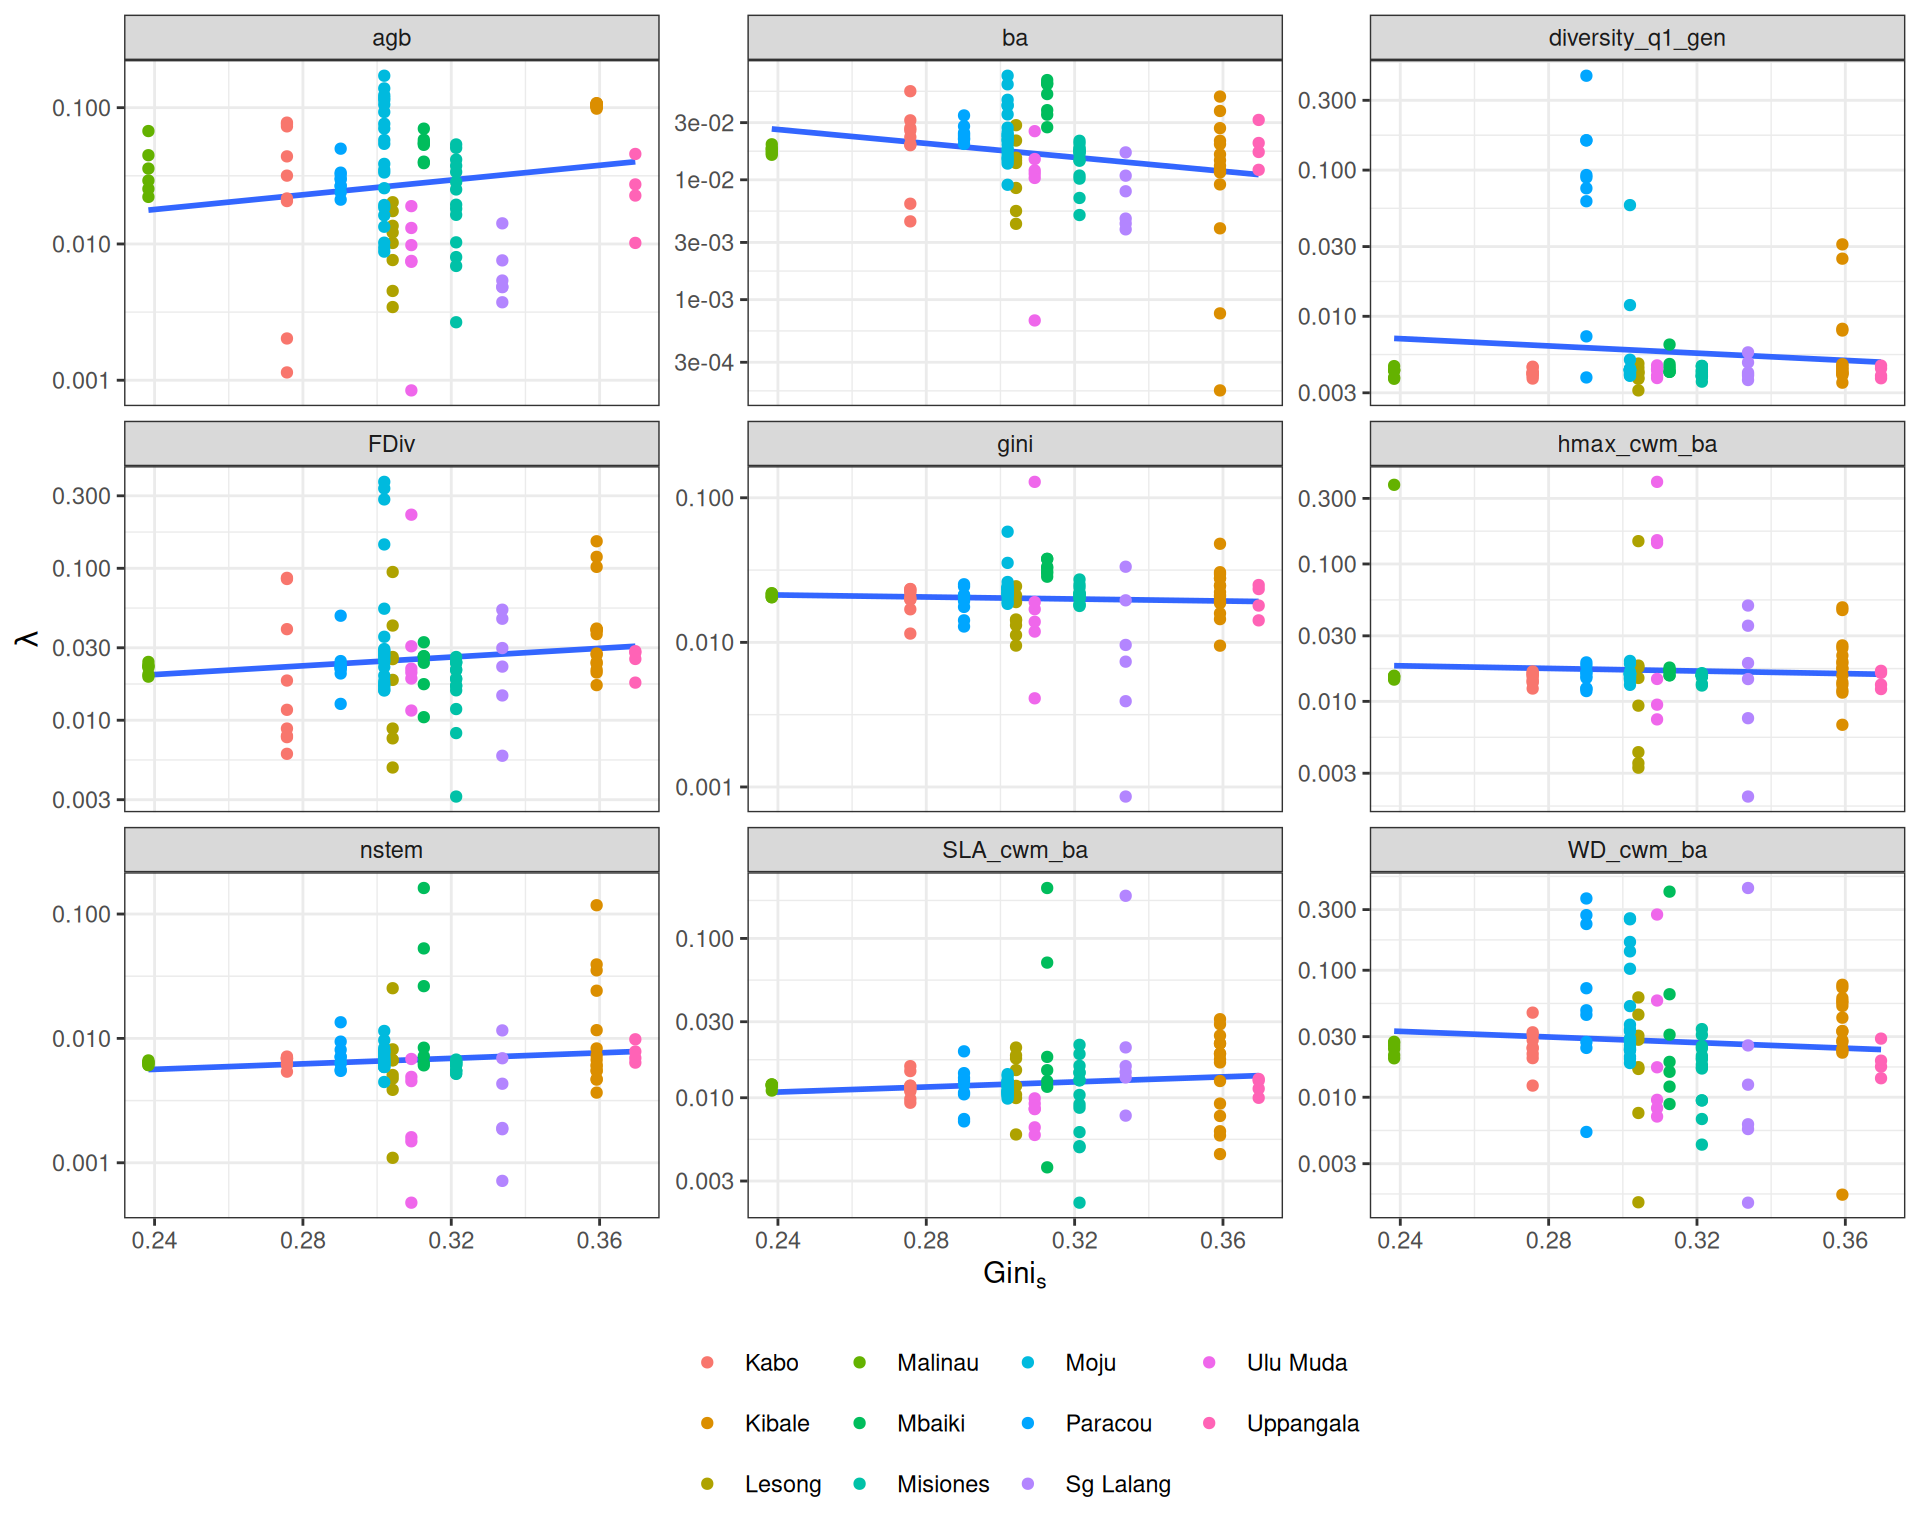 agb ba diversity_q1_gen
0.100 3e-02 0.300
0.010 1e-02 0.100
0.001 3e-03 0.030
1e-03 0.010
3e-04 0.003
FDiv gini hmax_cwm_ba
0.300 0.100 0.300
0.100 0.010 0.100
0.030 0.001 0.030
0.010 0.010
0.003 0.003
λ
nstem SLA_cwm_ba WD_cwm_ba
0.100 0.100 0.300
0.010 0.030 0.100
0.001 0.010 0.030
0.003 0.010
0.003
0.24 0.28 0.32 0.36 0.24 0.28 0.32 0.36 0.24 0.28 0.32 0.36
Ginis
Kabo Malinau Moju Ulu Muda
Kibale Mbaiki Paracou Uppangala
Lesong Misiones Sg Lalang